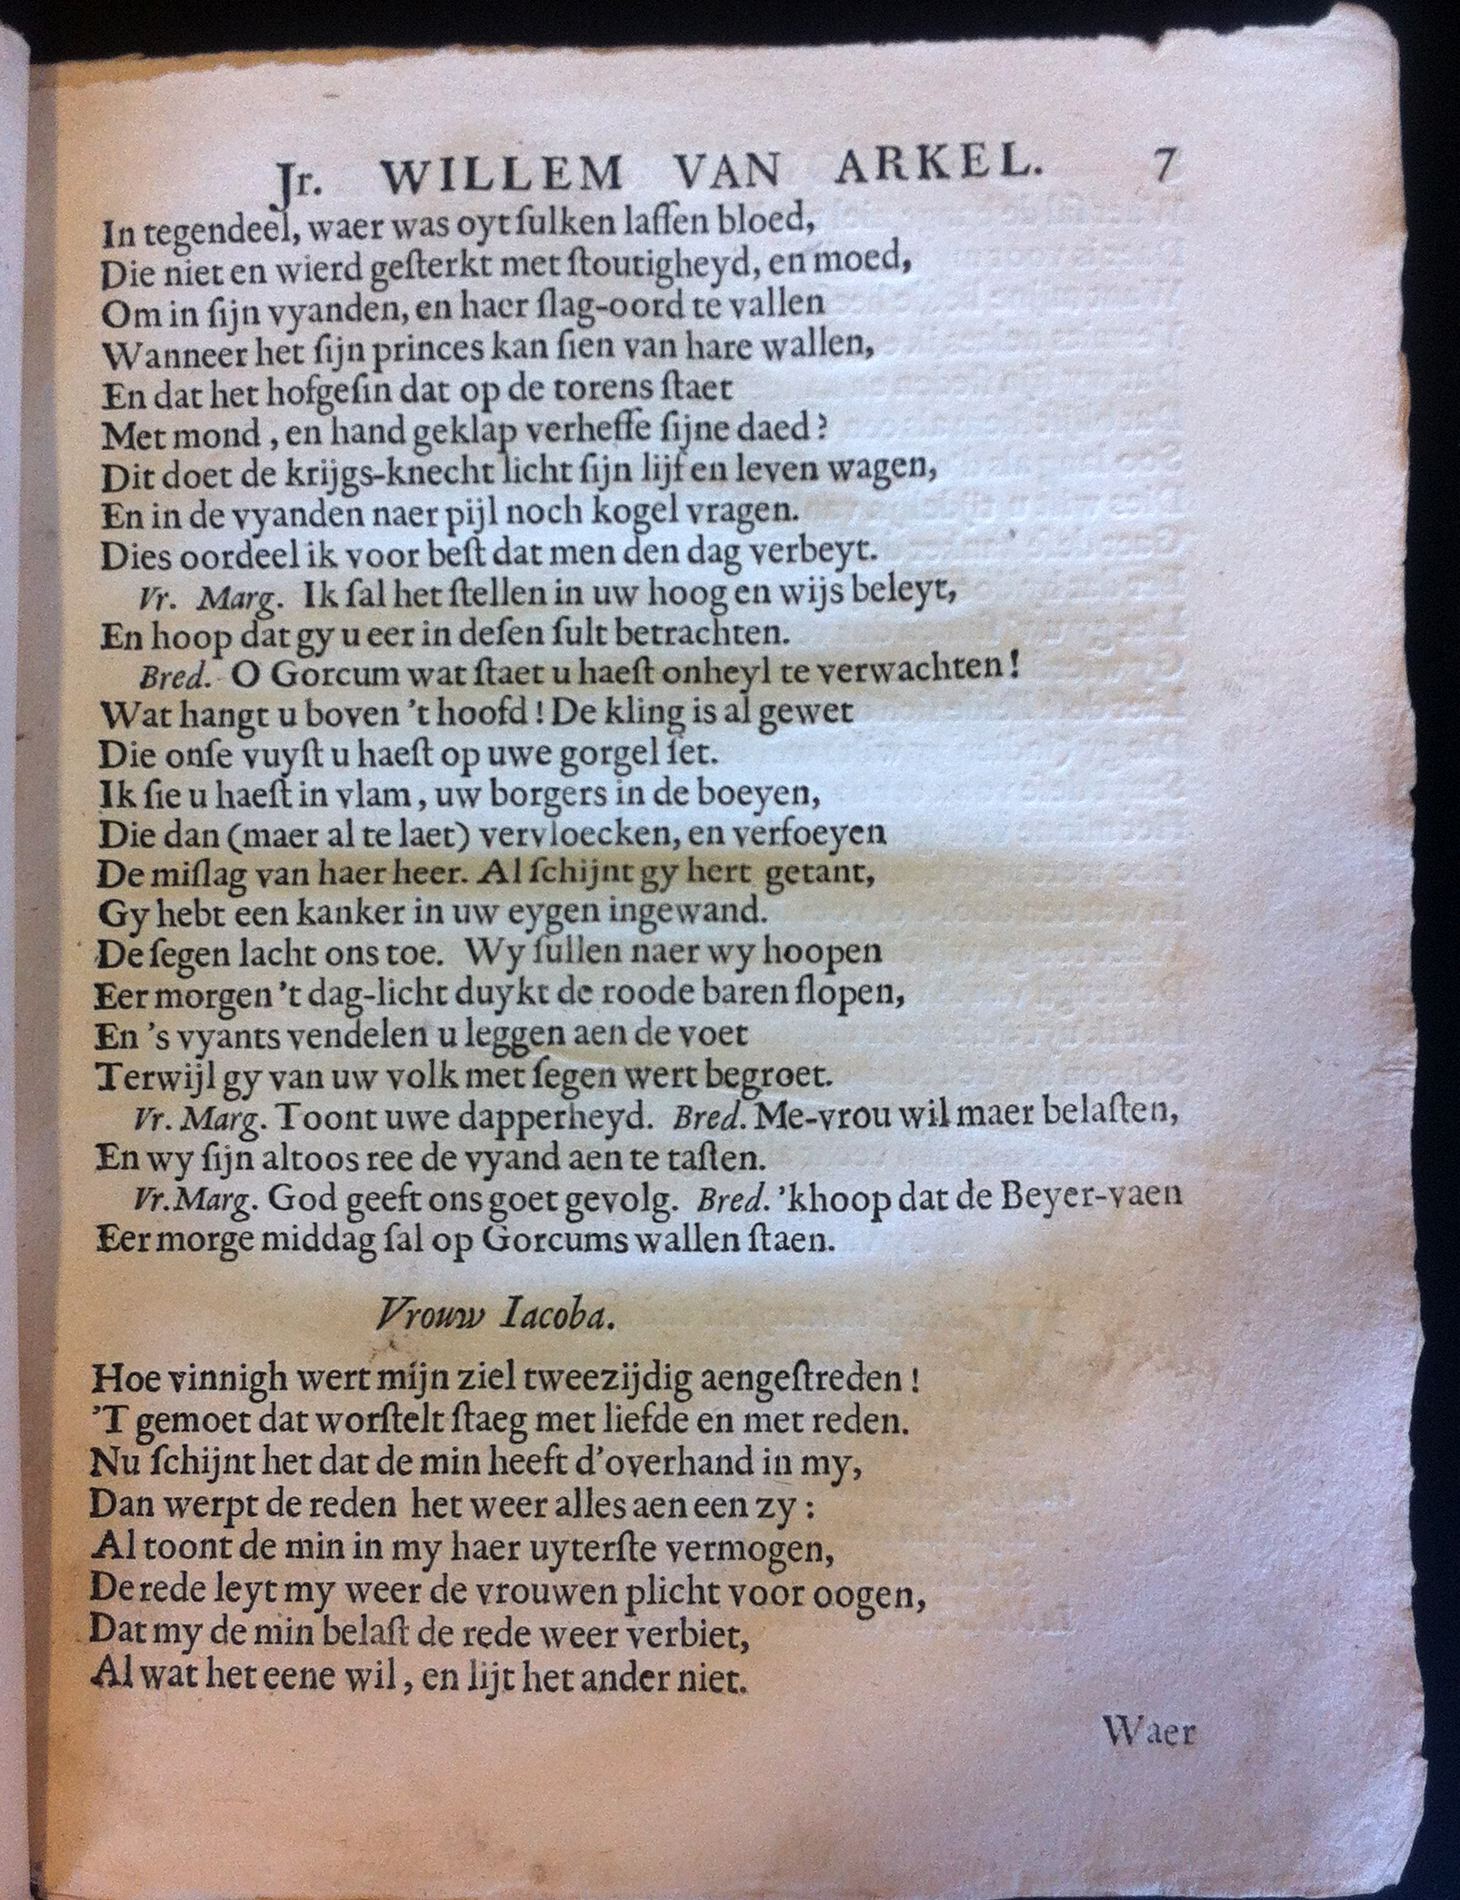 Jr. WILLEM VAN ARKEL. 7
In tegendeel, waer was oyt ſulken laſſen bloed,
Die niet en wierd geſterkt met ſtoutigheyd, en moed,
Om in ſijn vyanden, en haer ſlag-oord te vallen
Wanneer het ſijn princes kan ſien van hare wallen,
En dat het hofgeſin dat op de torens ſtaet
Met mond, en hand geklap verheffe ſijne daed?
Dit doet de krijgs-knecht licht ſijn lijf en leven wagen,
En in de vyanden naer pijl noch kogel vragen.
Dies oordeel ik voor beſt dat men den dag verbeyt.
Vr. Marg. Ik ſal het ſtellen in uw hoog en wijs beleyt,
En hoop dat gy u eer in deſen ſult betrachten.
Bred. O Gorcum wat ſtaet u haeſt onheyl te verwachten!
Wat hangt u boven 't hoofd! De kling is al gewet
Die onſe vuyſt u haeſt op uwe gorgel ſet.
Ik ſie u haeſt in vlam, uw borgers in de boeyen,
Die dan (maer al te laet) vervloecken, en verfoeyen
De miſlag van haer heer. Al ſchijnt gy hert getant,
Gy hebt een kanker in uw eygen ingewand.
De ſegen lacht ons toe. Wy ſullen naer wy hoopen
Eer morgen 't dag-licht duykt de roode baren ſlopen,
En 's vyants vendelen u leggen aen de voet
Terwijl gy van uw volk met ſegen wert begroet.
Vr. Marg. Toont uwe dapperheyd. Bred. Me-vrou wil maer belaſten,
En wy ſijn altoos ree de vyand aen te taſten.
Vr. Marg. God geeft ons goet gevolg. Bred. 'khoop dat de Beyer-vaen
Eer morge middag ſal op Gorcums wallen ſtaen.
Vrouw Iacoba.
Hoe vinnigh wert mijn ziel tweezijdig aengeſtreden!
'T gemoet dat worſtelt ſtaeg met liefde en met reden.
Nu ſchijnt het dat de min heeft d'overhand in my,
Dan werpt de reden het weer alles aen een zy:
Al toont de min in my haer uyterſte vermogen,
De rede leyt my weer de vrouwen plicht voor oogen,
Dat my de min belaſt de rede weer verbiet,
Al wat het eene wil, en lijt het ander niet.
Waer